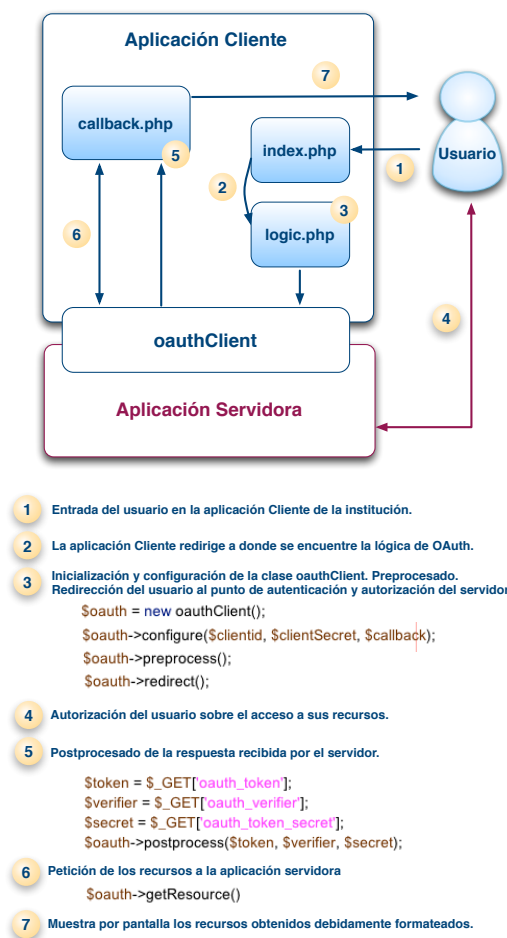 Aplicación Cliente
7
callback.php
5
index.php
1
Usuario
2
3
logic.php
6
4
oauthClient
Aplicación Servidora
1 Entrada del usuario en la aplicación Cliente de la institución.
2 La aplicación Cliente redirige a donde se encuentre la lógica de OAuth.
3 Inicialización y configuración de la clase oauthClient. Preprocesado.
Redirección del usuario al punto de autenticación y autorización del servidor
$oauth = new oauthClient();
$oauth->configure($clientid, $clientSecret, $callback);
$oauth->preprocess();
$oauth->redirect();
4 Autorización del usuario sobre el acceso a sus recursos.
5 Postprocesado de la respuesta recibida por el servidor.
$token = $_GET['oauth_token'];
$verifier = $_GET['oauth_verifier'];
$secret = $_GET['oauth_token_secret'];
$oauth->postprocess($token, $verifier, $secret);
6 Petición de los recursos a la aplicación servidora
$oauth->getResource()
7 Muestra por pantalla los recursos obtenidos debidamente formateados.